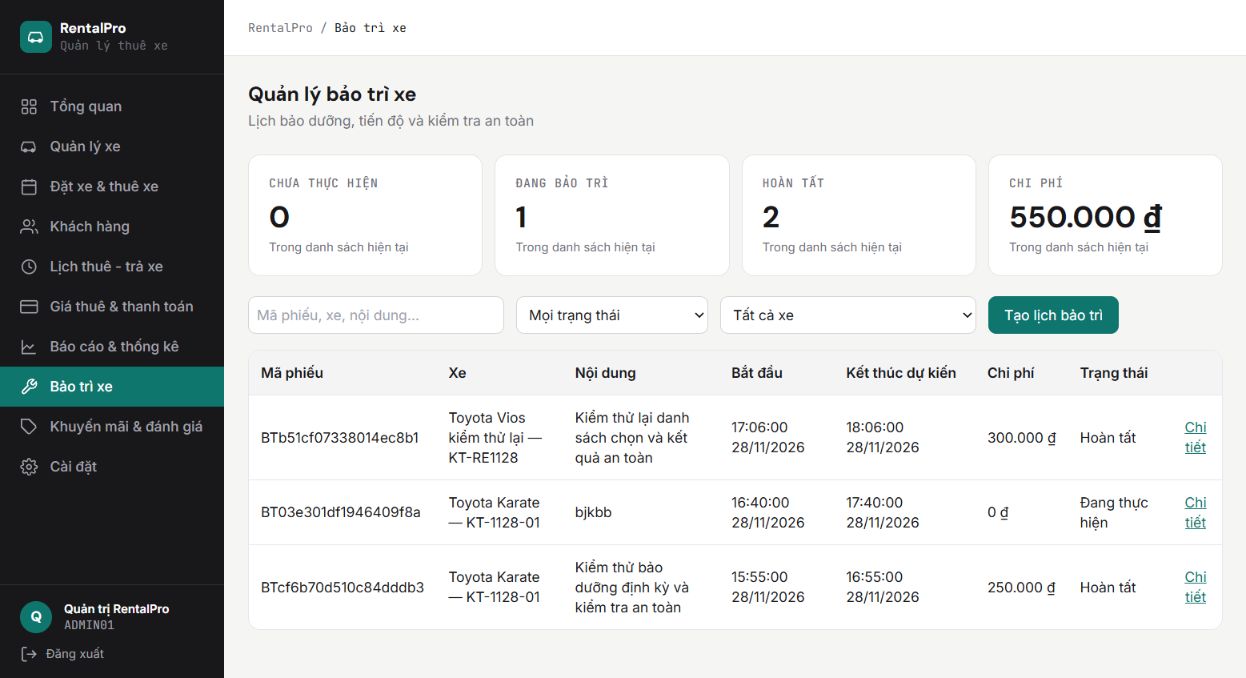 RentalPro
Quản lý thuê xe
Tổng quan
Quản lý xe
Đặt xe & thuê xe
Khách hàng
Lịch thuê - trả xe
Giá thuê & thanh toán
Báo cáo & thống kê
Bảo trì xe
Khuyến mãi & đánh giá
Cài đặt
Q
Quản trị RentalPro
ADMIN01
Đăng xuất
RentalPro / Bảo trì xe
Quản lý bảo trì xe
Lịch bảo dưỡng, tiến độ và kiểm tra an toàn
CHƯA THỰC HIỆN
0
Trong danh sách hiện tại
ĐANG BẢO TRÌ
1
Trong danh sách hiện tại
HOÀN TẤT
2
Trong danh sách hiện tại
CHI PHÍ
550.000 ₫
Trong danh sách hiện tại
Mã phiếu, xe, nội dung...
Mọi trạng thái
Tất cả xe
Tạo lịch bảo trì
Mã phiếu Xe Nội dung Bắt đầu Kết thúc dự kiến Chi phí Trạng thái
BTb51cf07338014ec8b1
Toyota Vios
kiểm thử lại —
KT-RE1128
Kiểm thử lại danh
sách chọn và kết
quả an toàn
17:06:00
28/11/2026
18:06:00
28/11/2026
300.000 ₫
Hoàn tất
Chi
tiết
BT03e301df1946409f8a
Toyota Karate
— KT-1128-01
bjkbb
16:40:00
28/11/2026
17:40:00
28/11/2026
0 ₫
Đang thực
hiện
Chi
tiết
BTcf6b70d510c84dddb3
Toyota Karate
— KT-1128-01
Kiểm thử bảo
dưỡng định kỳ và
kiểm tra an toàn
15:55:00
28/11/2026
16:55:00
28/11/2026
250.000 ₫
Hoàn tất
Chi
tiết